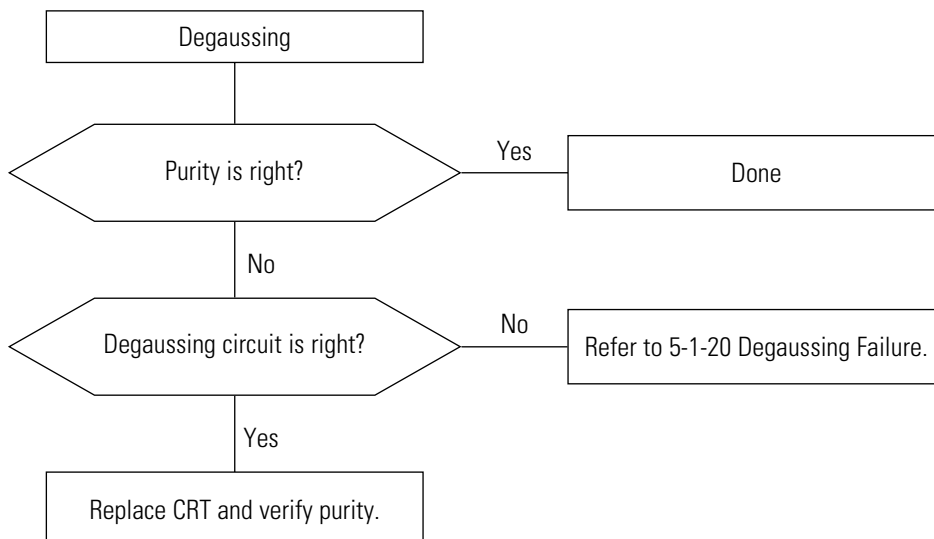 Degaussing
Purity is right?
Yes
Done
No
Degaussing circuit is right?
No
Refer to 5-1-20 Degaussing Failure.
Yes
Replace CRT and verify purity.